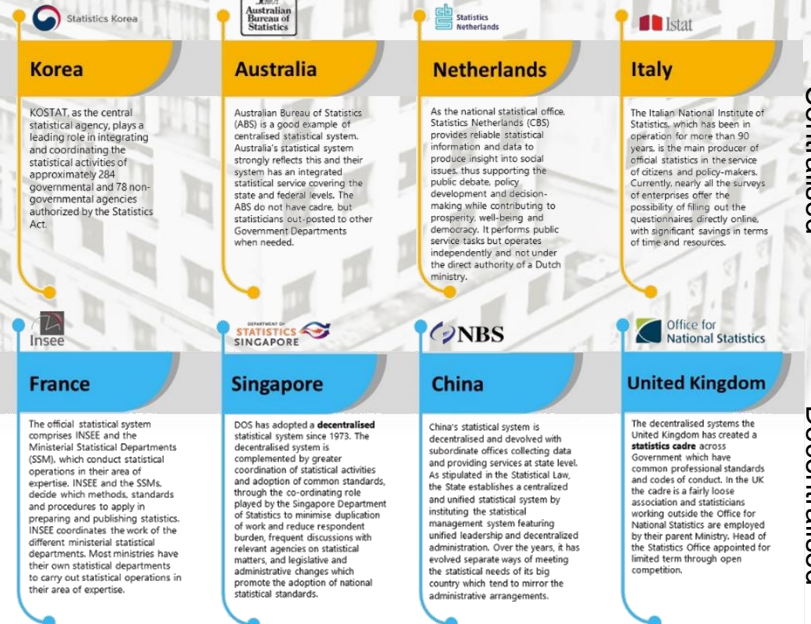 Statistics Korea
Australian
Bureau of
Statistics
Statistics
Netherlands
Istat
Korea
Australia
Netherlands
Italy
KOSTAT, as the central
statistical agency, plays a
leading role in integrating
and coordinating the
statistical activities of
approximately 284
governmental and 78 non-
governmental agencies
authorized by the Statistics
Act.
Australian Bureau of Statistics
(ABS) is a good example of
centralised statistical system.
Australia's statistical system
strongly reflects this and their
system has an integrated
statistical service covering the
state and federal levels. The
ABS do not have cadre, but
statisticians out-posted to other
Government Departments
when needed.
As the national statistical office,
Statistics Netherlands (CBS)
provides reliable statistical
information and data to
produce insight into social
issues, thus supporting the
public debate, policy
development and decision-
making while contributing to
prosperity, well-being and
democracy. It performs public
service tasks but operates
independently and not under
the direct authority of a Dutch
ministry.
The Italian National Institute of
Statistics, which has been in
operation for more than 90
years, is the main producer of
official statistics in the service
of citizens and policy-makers.
Currently, nearly all the surveys
of enterprises offer the
possibility of filling out the
questionnaires directly online,
with significant savings in terms
of time and resources.
Insee
DEPARTMENT OF
STATISTICS
SINGAPORE
NBS
Office for
National Statistics
France
Singapore
China
United Kingdom
The official statistical system
comprises INSEE and the
Ministerial Statistical Departments
(SSM), which conduct statistical
operations in their area of
expertise. INSEE and the SSMs,
decide which methods, standards
and procedures to apply in
preparing and publishing statistics.
INSEE coordinates the work of the
different ministerial statistical
departments. Most ministries have
their own statistical departments
to carry out statistical operations in
their area of expertise.
DOS has adopted a decentralised
statistical system since 1973. The
decentralised system is
complemented by greater
coordination of statistical activities
and adoption of common standards,
through the co-ordinating role
played by the Singapore Department
of Statistics to minimise duplication
of work and reduce respondent
burden, frequent discussions with
relevant agencies on statistical
matters, and legislative and
administrative changes which
promote the adoption of national
statistical standards.
China's statistical system is
decentralised and devolved with
subordinate offices collecting data
and providing services at state level.
As stipulated in the Statistical Law,
the State establishes a centralized
and unified statistical system by
instituting the statistical
management system featuring
unified leadership and decentralized
administration. Over the years, it has
evolved separate ways of meeting
the statistical needs of its big
country which tend to mirror the
administrative arrangements.
The decentralised systems the
United Kingdom has created a
statistics cadre across
Government which have
common professional standards
and codes of conduct. In the UK
the cadre is a fairly loose
association and statisticians
working outside the Office for
National Statistics are employed
by their parent Ministry. Head of
the Statistics Office appointed for
limited term through open
competition.